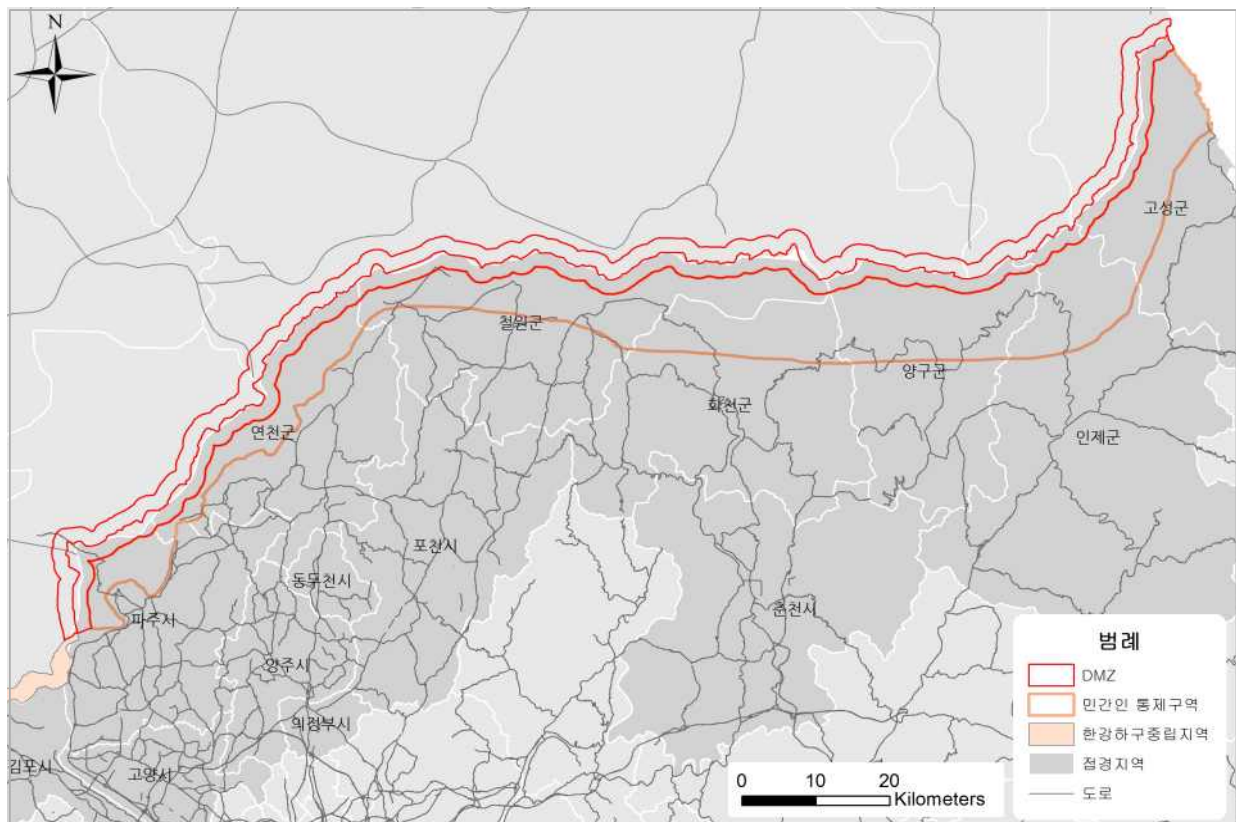 N
고성군
철원군
양구군
화천군
연천군
인제군
포천시
동두천시
춘천시
파주시
양주시
의정부시
김포시
고양시
범례
DMZ
민간인 통제구역
한강하구중립지역
접경지역
도로
0 10 20
Kilometers